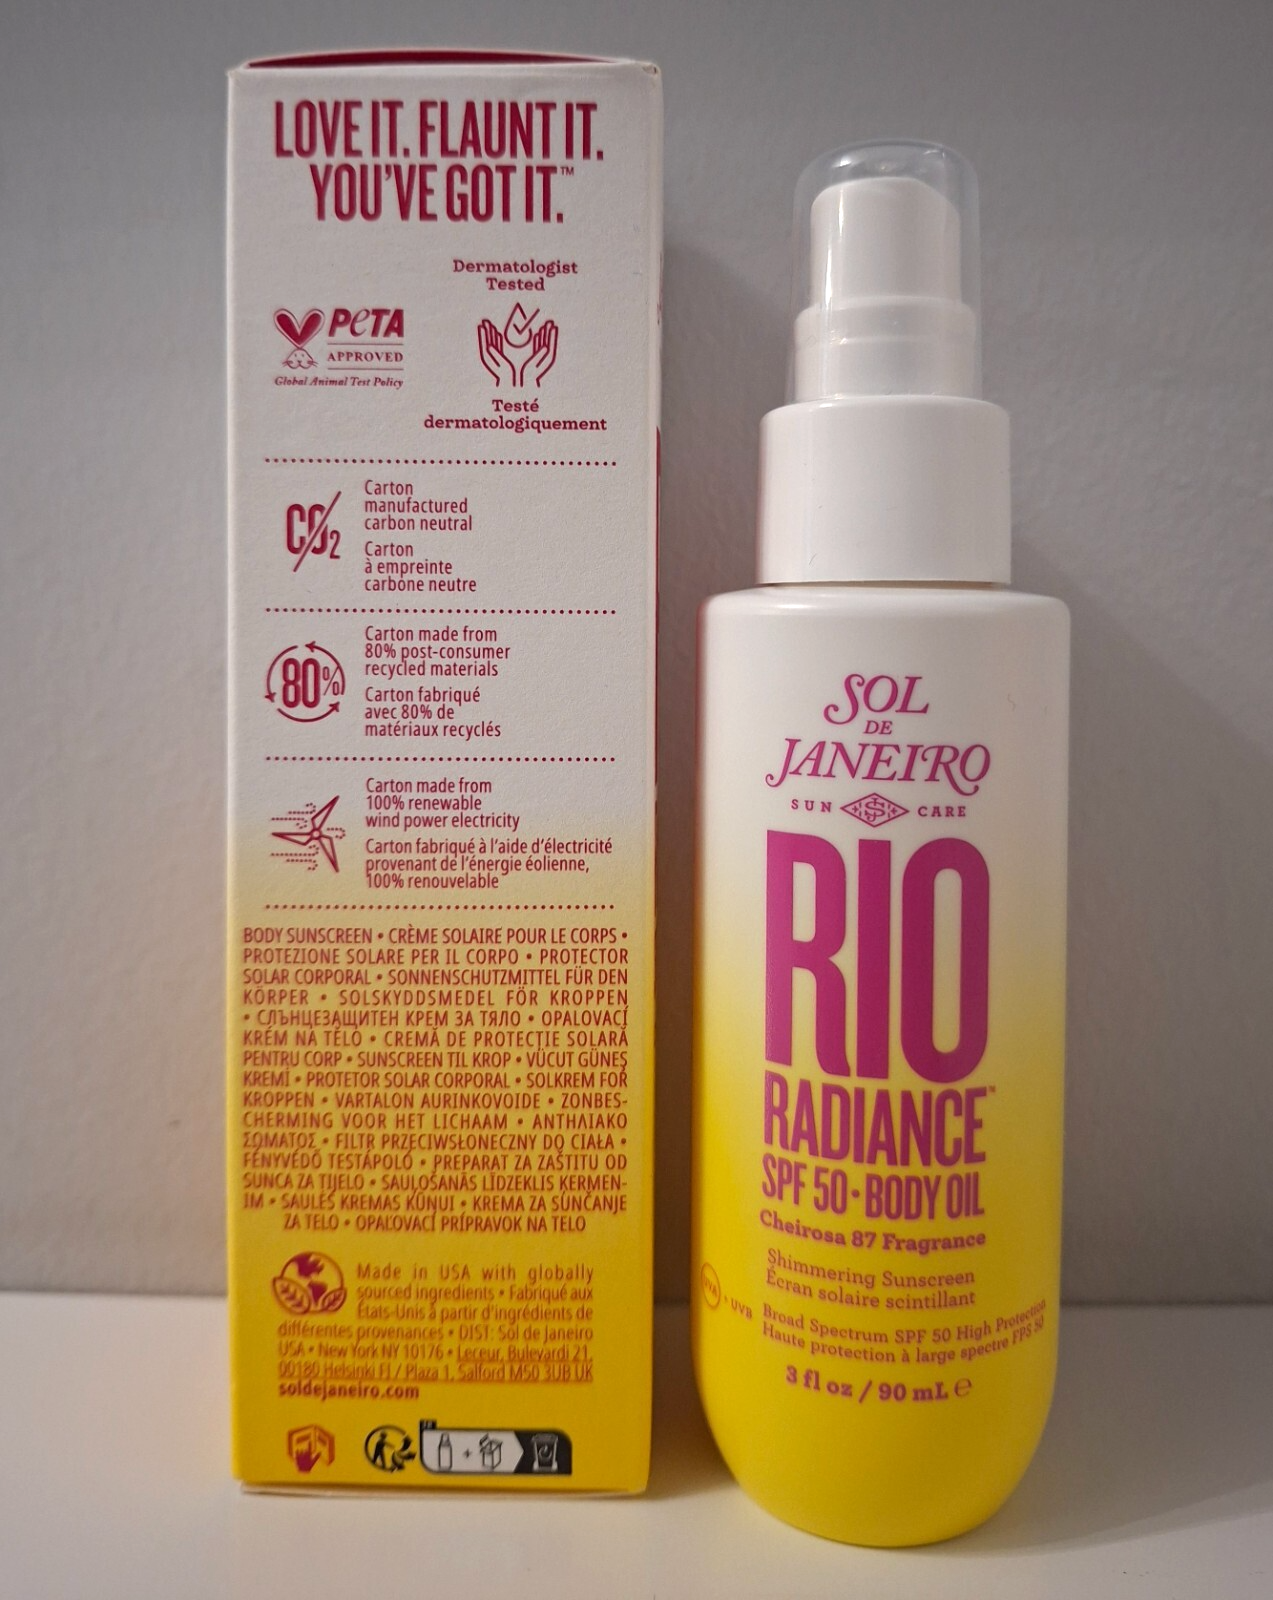 LOVE IT. FLAUNT IT.
YOU'VE GOT IT.™
Dermatologist
Tested
PETA
APPROVED
Global Animal Test Policy
Testé
dermatologiquement
CO2
Carton
manufactured
carbon neutral
Carton
à empreinte
carbone neutre
80%
Carton made from
80% post-consumer
recycled materials
Carton fabriqué
avec 80% de
matériaux recyclés
Carton made from
100% renewable
wind power electricity
Carton fabriqué à l'aide d'électricité
provenant de l'énergie éolienne,
100% renouvelable
BODY SUNSCREEN • CRÈME SOLAIRE POUR LE CORPS •
PROTEZIONE SOLARE PER IL CORPO • PROTECTOR
SOLAR CORPORAL • SONNENSCHUTZMITTEL FÜR DEN
KÖRPER • SOLSKYDDSMEDEL FÖR KROPPEN
• СЛЪНЦЕЗАЩИТЕН КРЕМ ЗА ТЯЛО • OPALOVACÍ
KRÉM NA TĚLO • CREMĂ DE PROTECȚIE SOLARĂ
PENTRU CORP • SUNSCREEN TIL KROP • VÜCUT GÜNEŞ
KREMİ • PROTETOR SOLAR CORPORAL • SOLKREM FOR
KROPPEN • VARTALON AURINKOVOIDE • ZONBES-
CHERMING VOOR HET LICHAAM • ΑΝΤΗΛΙΑΚΟ
ΣΩΜΑΤΟΣ • FILTR PRZECIWSŁONECZNY DO CIAŁA •
FÉNYVÉDŐ TESTÁPOLÓ • PREPARAT ZA ZAŠTITU OD
SUNCA ZA TIJELO • SAUĻOŠANĀS LĪDZEKLIS ĶERMEN-
IM • SAULĖS KREMAS KŪNUI • KREMA ZA SUNČANJE
ZA TELO • OPAĽOVACÍ PRÍPRAVOK NA TELO
Made in USA with globally
sourced ingredients • Fabriqué aux
États-Unis à partir d'ingrédients de
différentes provenances • DIST: Sol de Janeiro
USA • New York NY 10176 • Leceur, Bulevardi 21,
00180 Helsinki FI / Plaza 1, Salford M50 3UB UK
soldejaneiro.com
FR
SOL
DE
JANEIRO
SUN CARE
RIO
RADIANCE™
SPF 50 • BODY OIL
Cheirosa 87 Fragrance
Shimmering Sunscreen
Écran solaire scintillant
UVA + UVB
Broad Spectrum SPF 50 High Protection
Haute protection à large spectre FPS 50
3 fl oz / 90 mL ℮